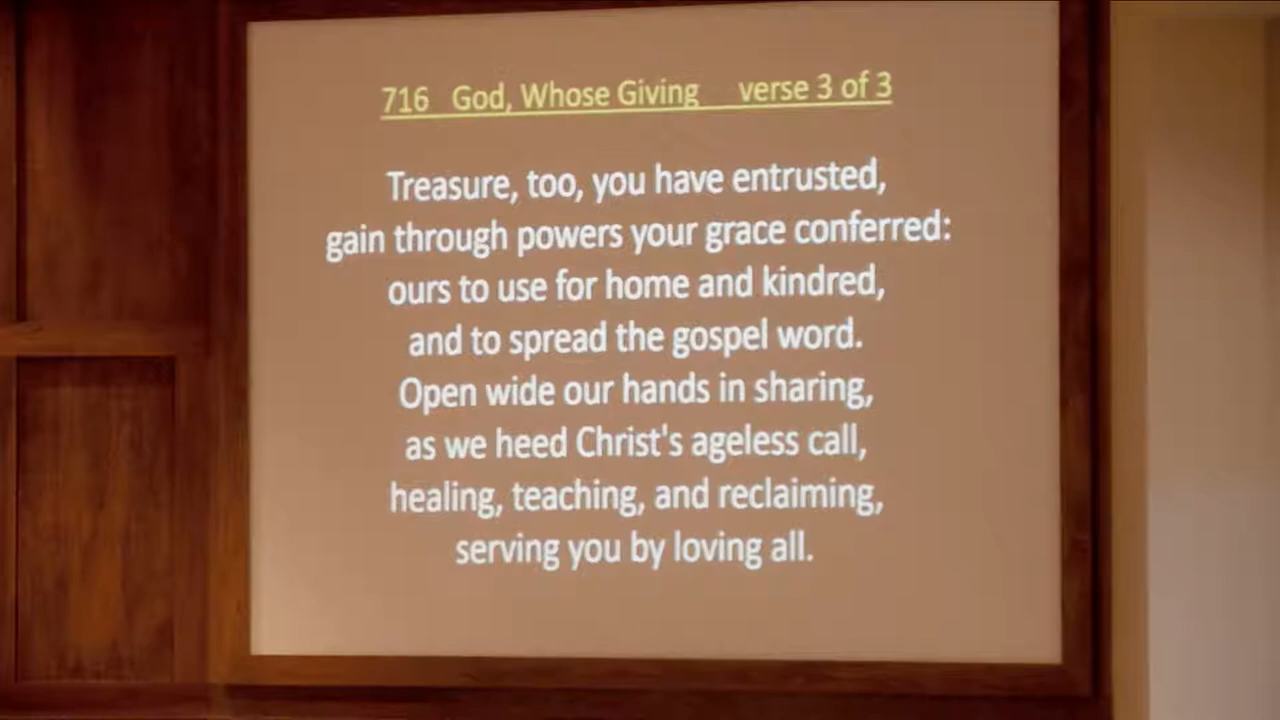 716 God, Whose Giving verse 3 of 3
Treasure, too, you have entrusted,
gain through powers your grace conferred:
ours to use for home and kindred,
and to spread the gospel word.
Open wide our hands in sharing,
as we heed Christ's ageless call,
healing, teaching, and reclaiming,
serving you by loving all.